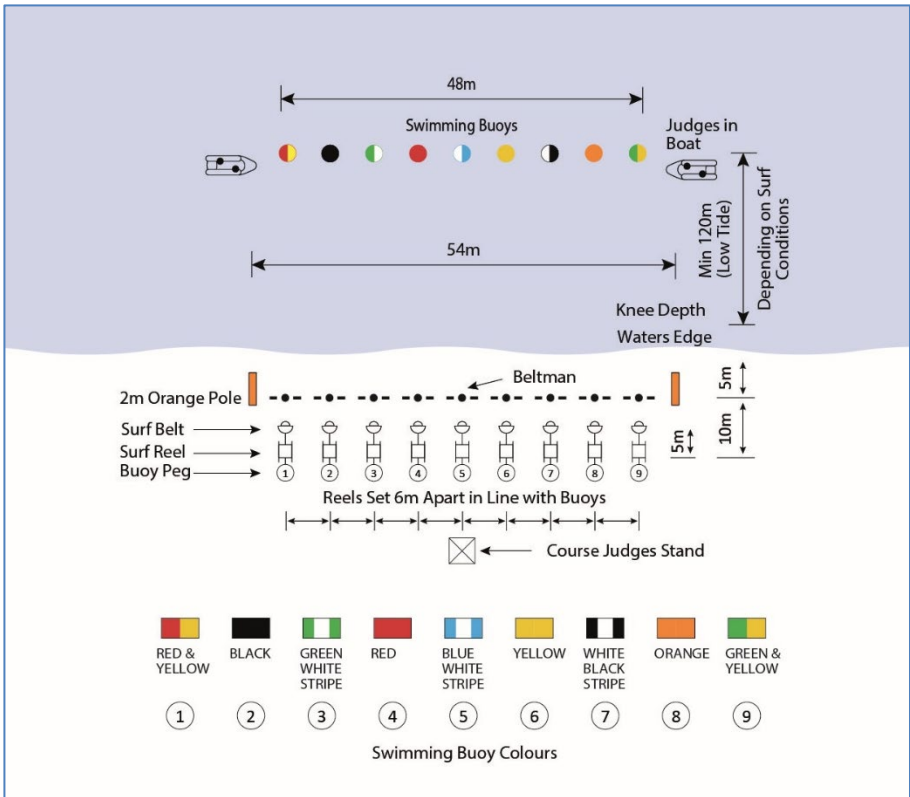 48m
Swimming Buoys
Judges in
Boat
54m
Min 120m
(Low Tide)
Depending on Surf
Conditions
Knee Depth
Waters Edge
Beltman
2m Orange Pole
5m
Surf Belt
Surf Reel
Buoy Peg
5m
10m
1 2 3 4 5 6 7 8 9
Reels Set 6m Apart in Line with Buoys
Course Judges Stand
RED &
YELLOW
BLACK
GREEN
WHITE
STRIPE
RED
BLUE
WHITE
STRIPE
YELLOW
WHITE
BLACK
STRIPE
ORANGE
GREEN &
YELLOW
1 2 3 4 5 6 7 8 9
Swimming Buoy Colours